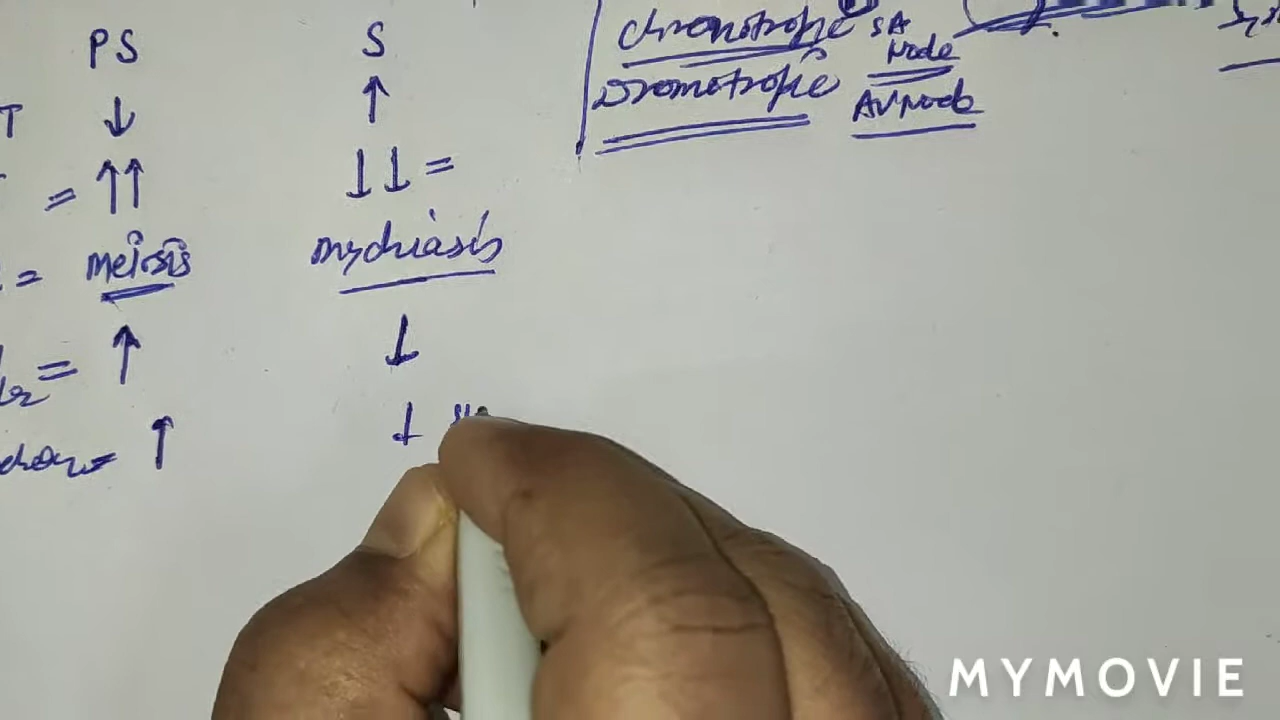 PS S
T ↓ ↑
= ↑↑ ↓↓ =
= meiosis mydriasis
= ↑ ↓
= ↑ ↓
chronotropic SA Node
Dromotropic AV Node
MYMOVIE